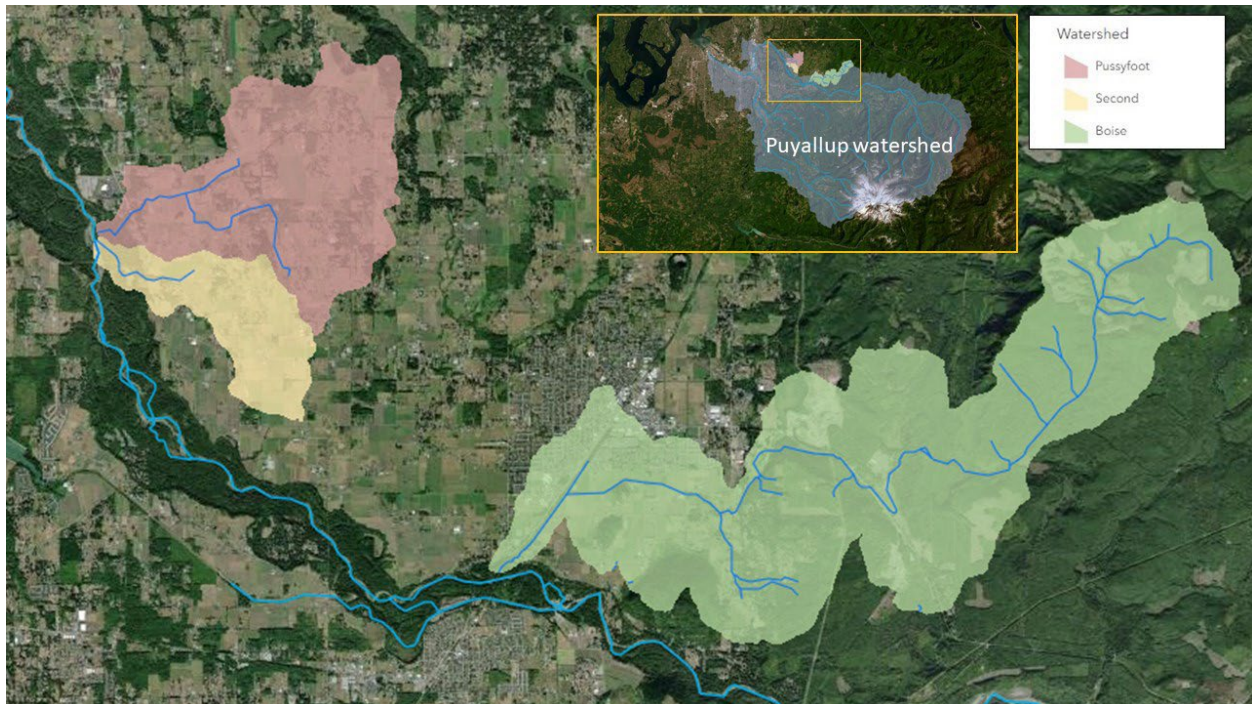 Puyallup watershed
Watershed
Pussyfoot
Second
Boise